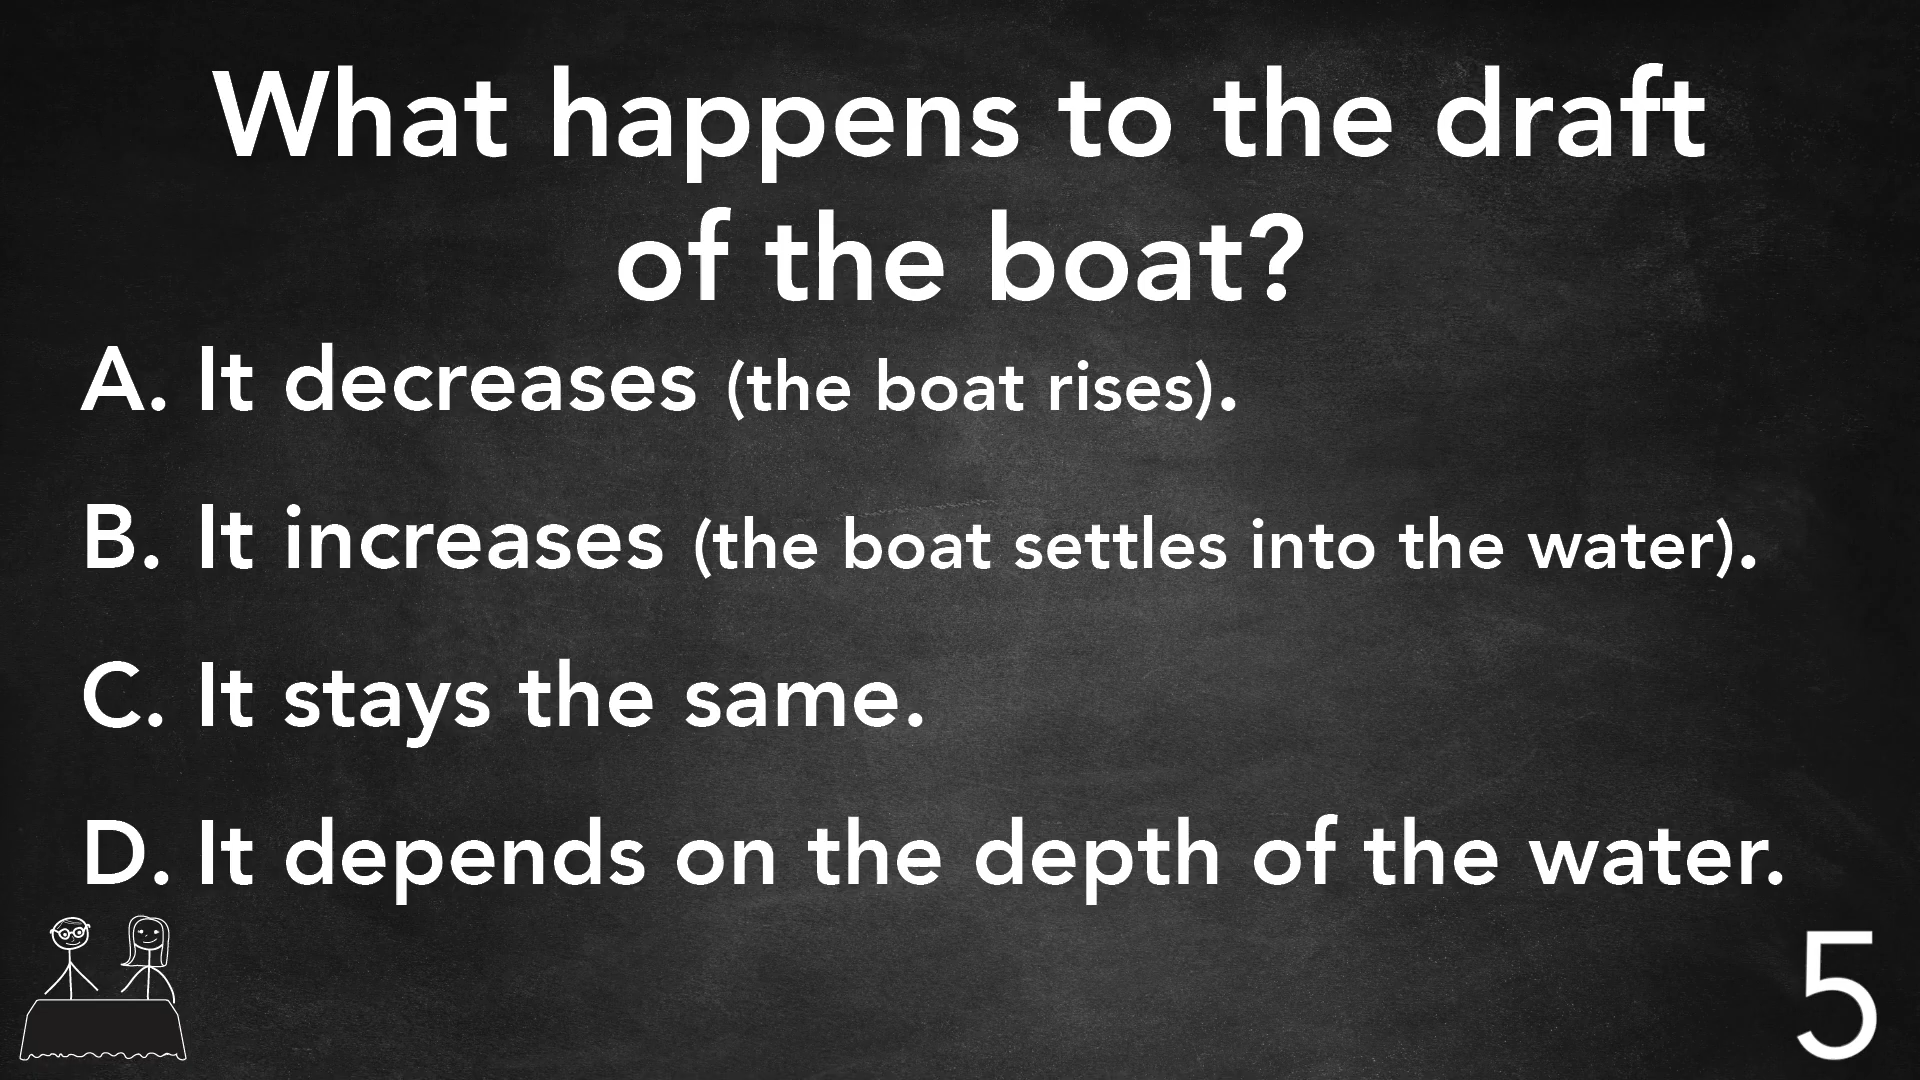 What happens to the draft
of the boat?
A. It decreases (the boat rises).
B. It increases (the boat settles into the water).
C. It stays the same.
D. It depends on the depth of the water.
5